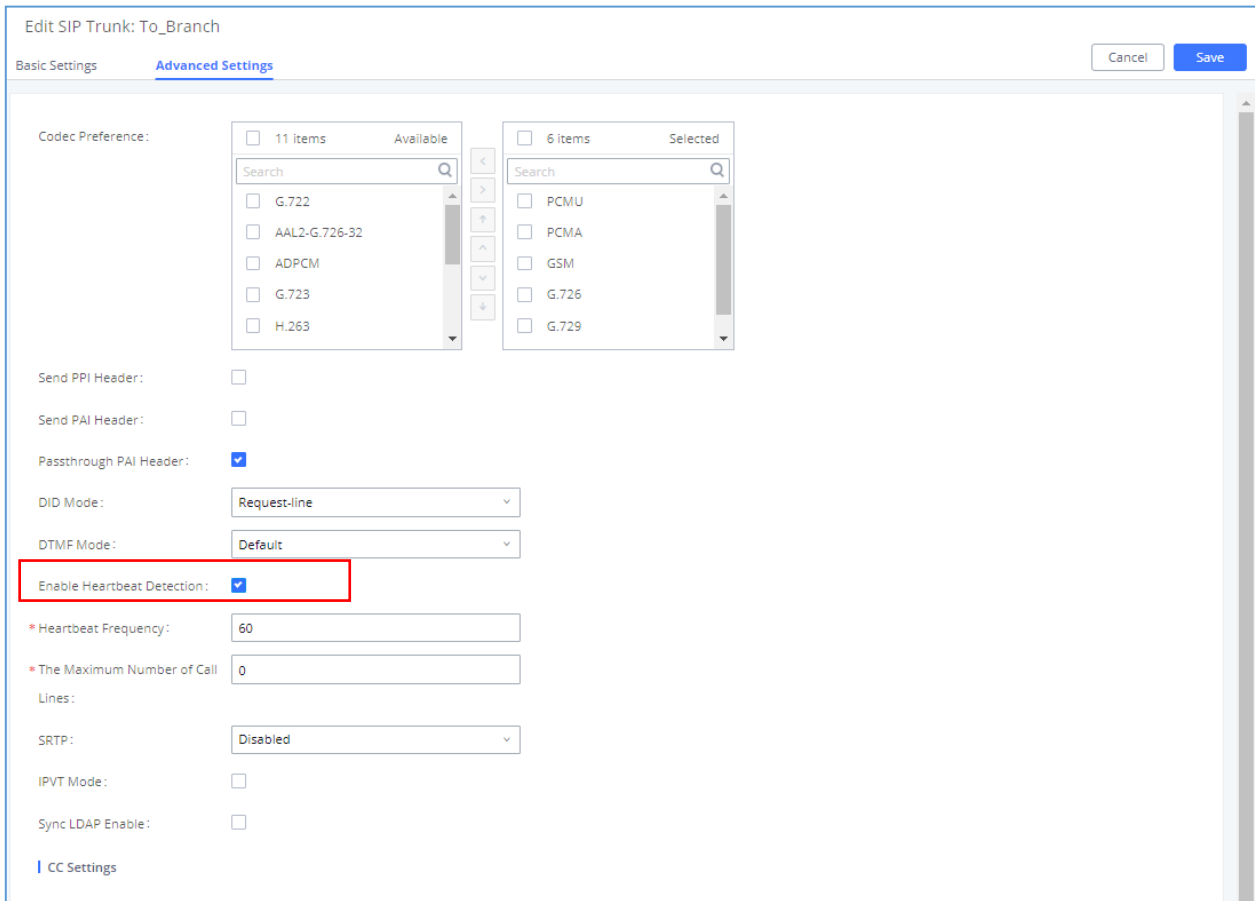 Edit SIP Trunk: To_Branch
Basic Settings Advanced Settings Cancel Save
Codec Preference:
11 items Available
6 items Selected
Search
Search
G.722
AAL2-G.726-32
ADPCM
G.723
H.263
PCMU
PCMA
GSM
G.726
G.729
Send PPI Header:
Send PAI Header:
Passthrough PAI Header:
DID Mode: Request-line
DTMF Mode: Default
Enable Heartbeat Detection:
* Heartbeat Frequency: 60
* The Maximum Number of Call 0
Lines:
SRTP: Disabled
IPVT Mode:
Sync LDAP Enable:
CC Settings